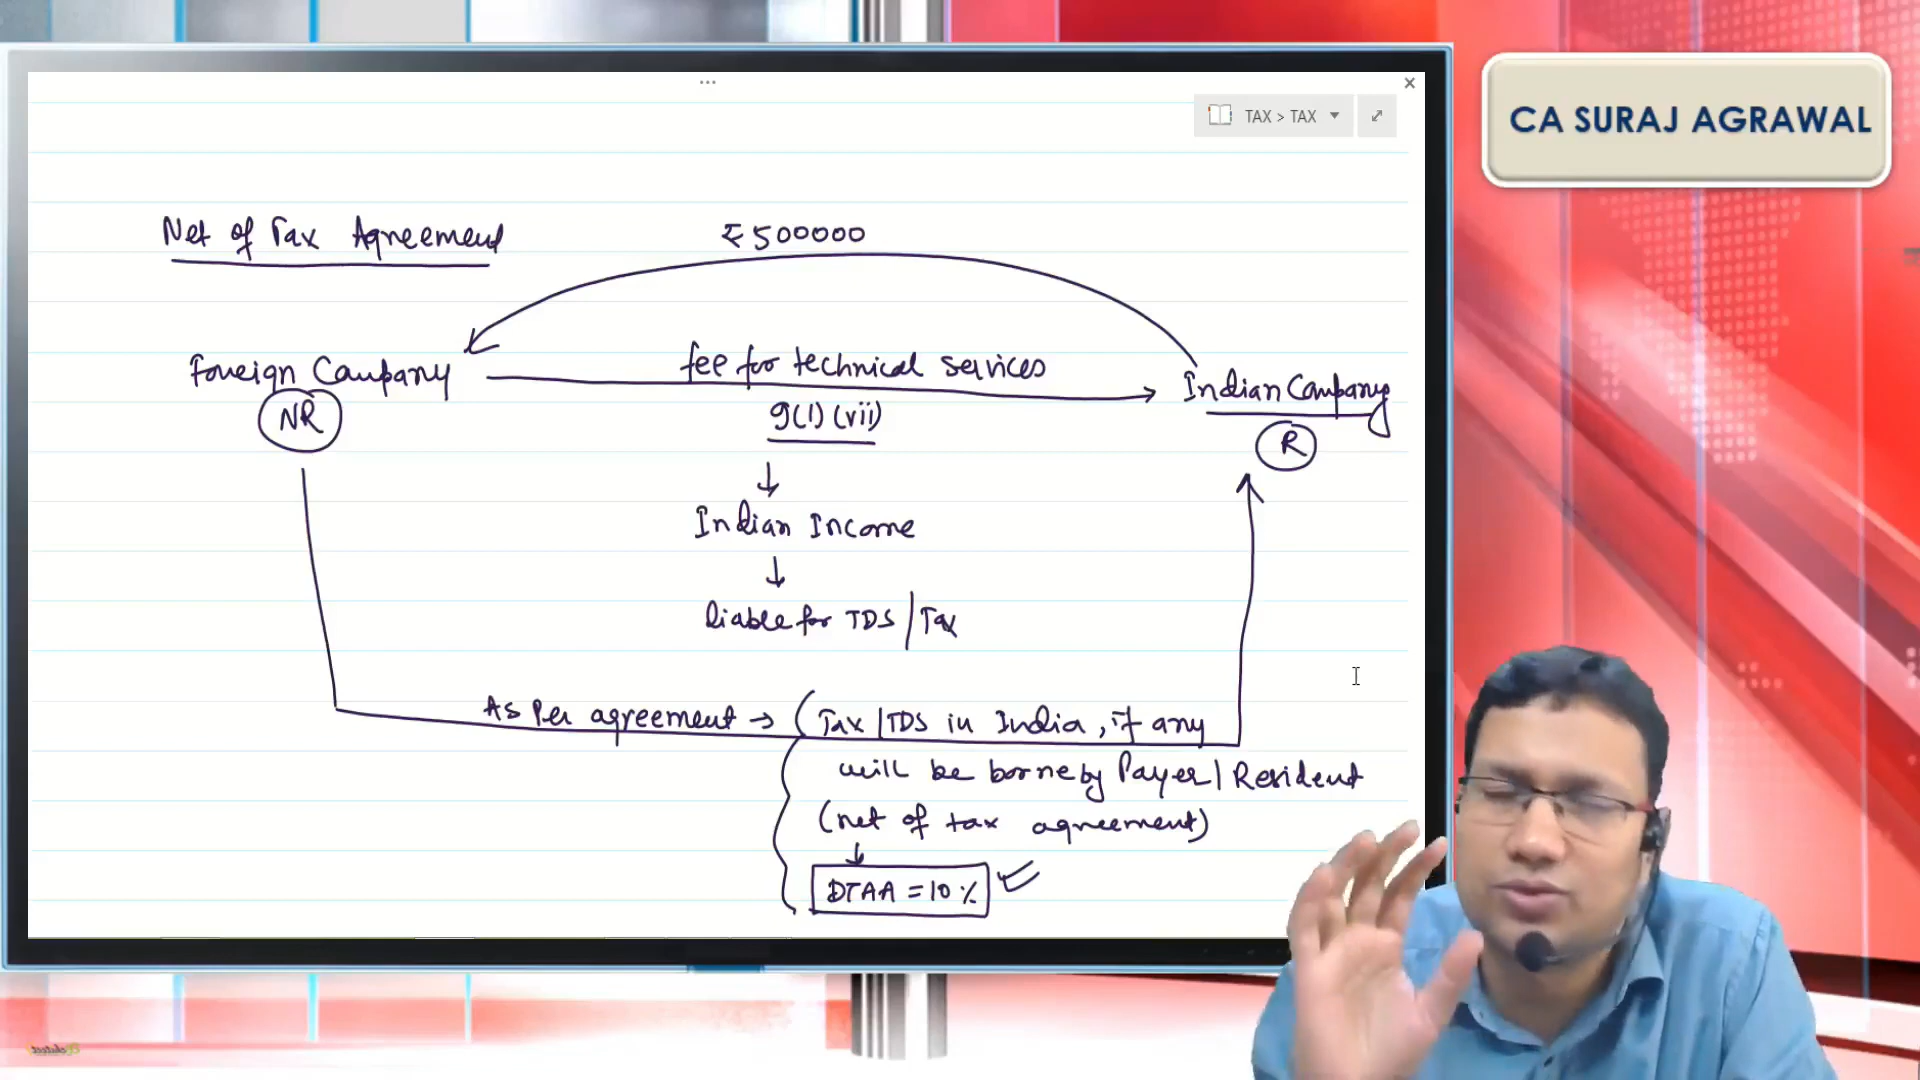 CA SURAJ AGRAWAL
TAX > TAX
Net of Tax Agreement
₹500000
Foreign Company
NR
fee for technical services
9(1)(vii)
Indian Company
R
Indian Income
liable for TDS/Tax
As Per agreement → (Tax/TDS in India, if any
will be borne by Payer/Resident
(net of tax agreement)
DTAA = 10%